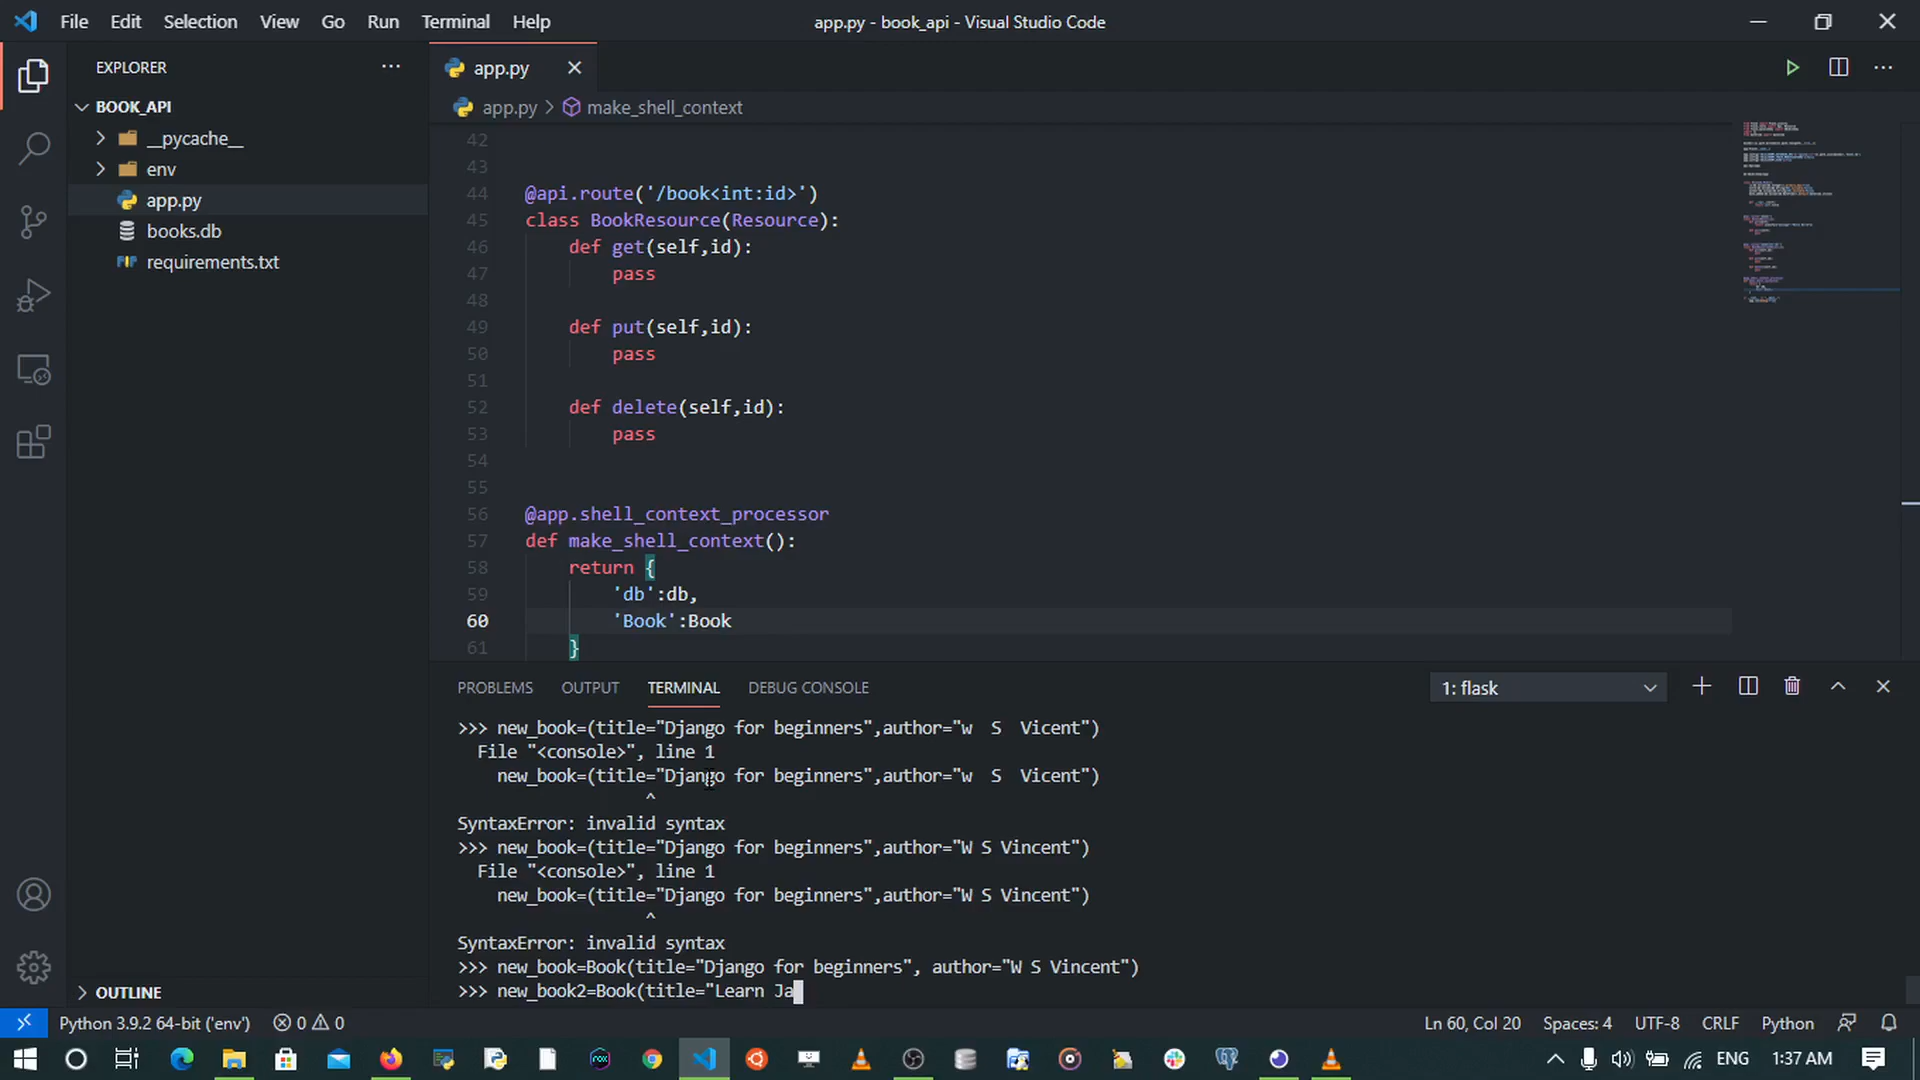 File Edit Selection View Go Run Terminal Help
app.py - book_api - Visual Studio Code
EXPLORER
BOOK_API
__pycache__
env
app.py
books.db
requirements.txt
OUTLINE
app.py
app.py > make_shell_context
42
43
44 @api.route('/book<int:id>')
45 class BookResource(Resource):
46 def get(self,id):
47 pass
48
49 def put(self,id):
50 pass
51
52 def delete(self,id):
53 pass
54
55
56 @app.shell_context_processor
57 def make_shell_context():
58 return {
59 'db':db,
60 'Book':Book
61 }
PROBLEMS OUTPUT TERMINAL DEBUG CONSOLE
1: flask
>>> new_book=(title="Django for beginners",author="w  S  Vicent")
File "<console>", line 1
new_book=(title="Django for beginners",author="w  S  Vicent")
^
SyntaxError: invalid syntax
>>> new_book=(title="Django for beginners",author="W S Vincent")
File "<console>", line 1
new_book=(title="Django for beginners",author="W S Vincent")
^
SyntaxError: invalid syntax
>>> new_book=Book(title="Django for beginners", author="W S Vincent")
>>> new_book2=Book(title="Learn Ja
Python 3.9.2 64-bit ('env') 0 0
Ln 60, Col 20 Spaces: 4 UTF-8 CRLF Python
ENG 1:37 AM